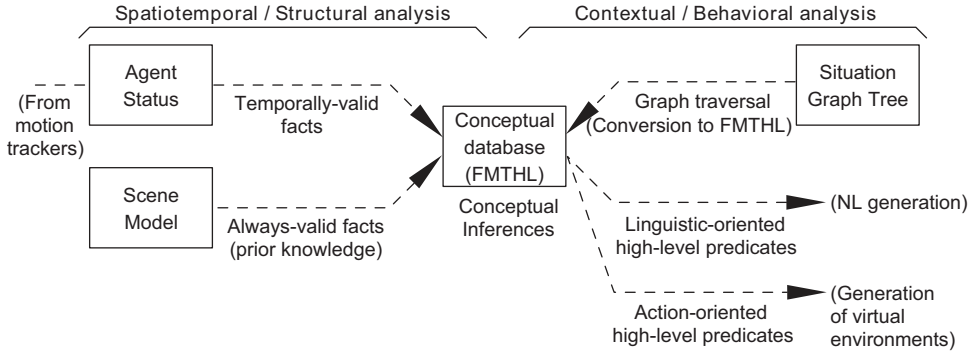 Spatiotemporal / Structural analysis
Contextual / Behavioral analysis
(From
motion
trackers)
Agent
Status
Temporally-valid
facts
Scene
Model
Always-valid facts
(prior knowledge)
Conceptual
database
(FMTHL)
Conceptual
Inferences
Graph traversal
(Conversion to FMTHL)
Situation
Graph Tree
Linguistic-oriented
high-level predicates
(NL generation)
Action-oriented
high-level predicates
(Generation
of virtual
environments)